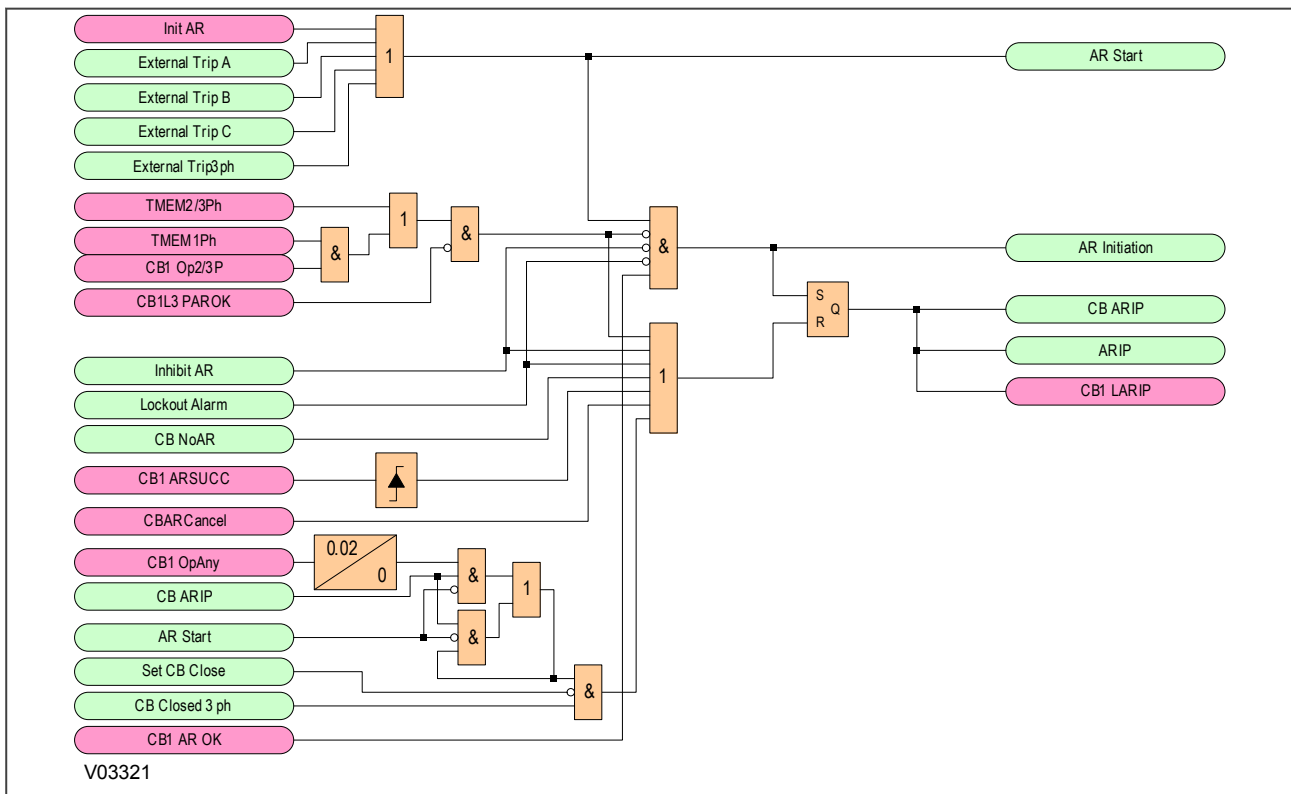 Init AR
External Trip A
External Trip B
External Trip C
External Trip3ph
1
AR Start
TMEM2/3Ph
TMEM1Ph
CB1 Op2/3P
CB1L3 PAROK
&
1
&
&
AR Initiation
S
Q
R
CB ARIP
ARIP
CB1 LARIP
Inhibit AR
Lockout Alarm
CB NoAR
CB1 ARSUCC
CBARCancel
1
CB1 OpAny
CB ARIP
AR Start
Set CB Close
CB Closed 3 ph
CB1 AR OK
0.02
0
&
1
&
&
V03321